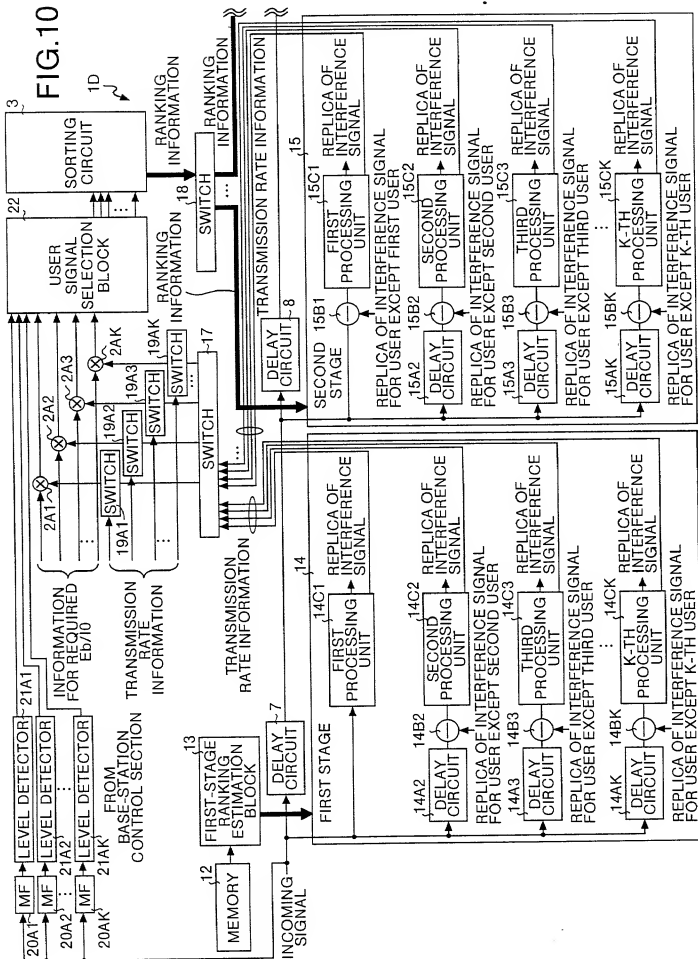 FIG.10
1D
20A1
MF
LEVEL DETECTOR
21A1
20A2
MF
LEVEL DETECTOR
21A2
20AK
MF
LEVEL DETECTOR
21AK
FROM
BASE-STATION
CONTROL SECTION
INFORMATION
FOR REQUIRED
Eb/I0
TRANSMISSION
RATE
INFORMATION
2A1
2A2
2A3
2AK
19A1
SWITCH
19A2
SWITCH
19A3
SWITCH
19AK
SWITCH
22
USER
SIGNAL
SELECTION
BLOCK
3
SORTING
CIRCUIT
RANKING
INFORMATION
18
SWITCH
RANKING
INFORMATION
RANKING
INFORMATION
17
SWITCH
TRANSMISSION
RATE INFORMATION
TRANSMISSION RATE INFORMATION
12
MEMORY
13
FIRST-STAGE
RANKING
ESTIMATION
BLOCK
INCOMING
SIGNAL
7
DELAY
CIRCUIT
8
DELAY
CIRCUIT
FIRST STAGE
14
14C1
FIRST
PROCESSING
UNIT
REPLICA OF
INTERFERENCE
SIGNAL
14A2
DELAY
CIRCUIT
14B2
14C2
SECOND
PROCESSING
UNIT
REPLICA OF
INTERFERENCE
SIGNAL
REPLICA OF INTERFERENCE SIGNAL
FOR USER EXCEPT SECOND USER
14A3
DELAY
CIRCUIT
14B3
14C3
THIRD
PROCESSING
UNIT
REPLICA OF
INTERFERENCE
SIGNAL
REPLICA OF INTERFERENCE SIGNAL
FOR USER EXCEPT THIRD USER
14AK
DELAY
CIRCUIT
14BK
14CK
K-TH
PROCESSING
UNIT
REPLICA OF
INTERFERENCE
SIGNAL
REPLICA OF INTERFERENCE SIGNAL
FOR USER EXCEPT K-TH USER
SECOND
STAGE
15
15B1
15C1
FIRST
PROCESSING
UNIT
REPLICA OF
INTERFERENCE
SIGNAL
REPLICA OF INTERFERENCE SIGNAL
FOR USER EXCEPT FIRST USER
15A2
DELAY
CIRCUIT
15B2
15C2
SECOND
PROCESSING
UNIT
REPLICA OF
INTERFERENCE
SIGNAL
REPLICA OF INTERFERENCE SIGNAL
FOR USER EXCEPT SECOND USER
15A3
DELAY
CIRCUIT
15B3
15C3
THIRD
PROCESSING
UNIT
REPLICA OF
INTERFERENCE
SIGNAL
REPLICA OF INTERFERENCE SIGNAL
FOR USER EXCEPT THIRD USER
15AK
DELAY
CIRCUIT
15BK
15CK
K-TH
PROCESSING
UNIT
REPLICA OF
INTERFERENCE
SIGNAL
REPLICA OF INTERFERENCE SIGNAL
FOR USER EXCEPT K-TH USER